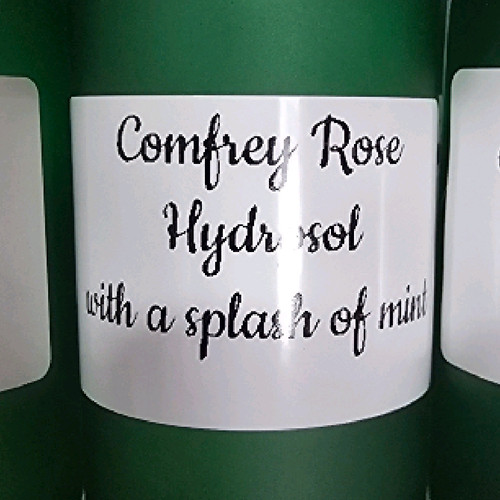 Comfrey Rose
Hydrosol
with a splash of mint